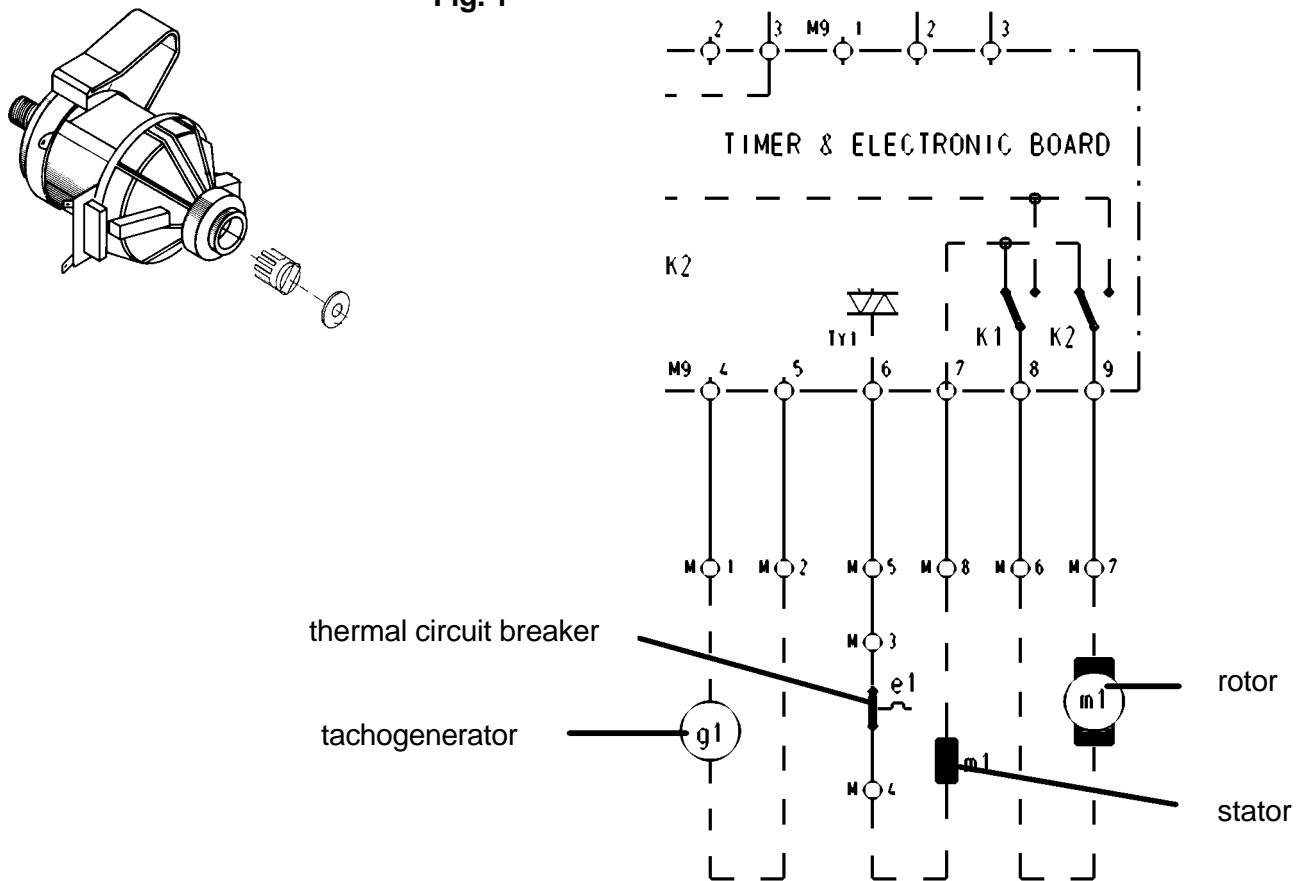 Fig. 1
2 3 M9 1 2 3
TIMER & ELECTRONIC BOARD
K2
Ty1
K1 K2
M9 4 5 6 7 8 9
M 1 M 2 M 5 M 8 M 6 M 7
thermal circuit breaker
M 3
e1
rotor
m1
tachogenerator
g1
m1
M 4
stator